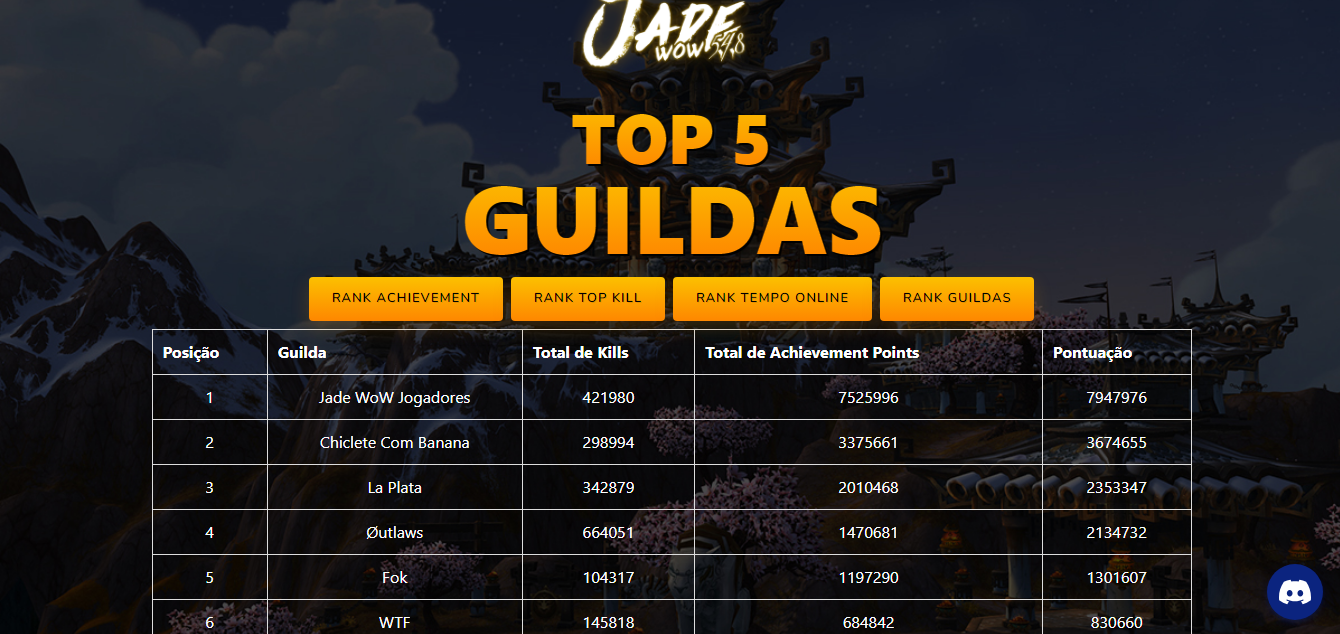 JADE
WOW 5.4.8
TOP 5
GUILDAS
RANK ACHIEVEMENT RANK TOP KILL RANK TEMPO ONLINE RANK GUILDAS
Posição Guilda Total de Kills Total de Achievement Points Pontuação
1 Jade WoW Jogadores 421980 7525996 7947976
2 Chiclete Com Banana 298994 3375661 3674655
3 La Plata 342879 2010468 2353347
4 Øutlaws 664051 1470681 2134732
5 Fok 104317 1197290 1301607
6 WTF 145818 684842 830660